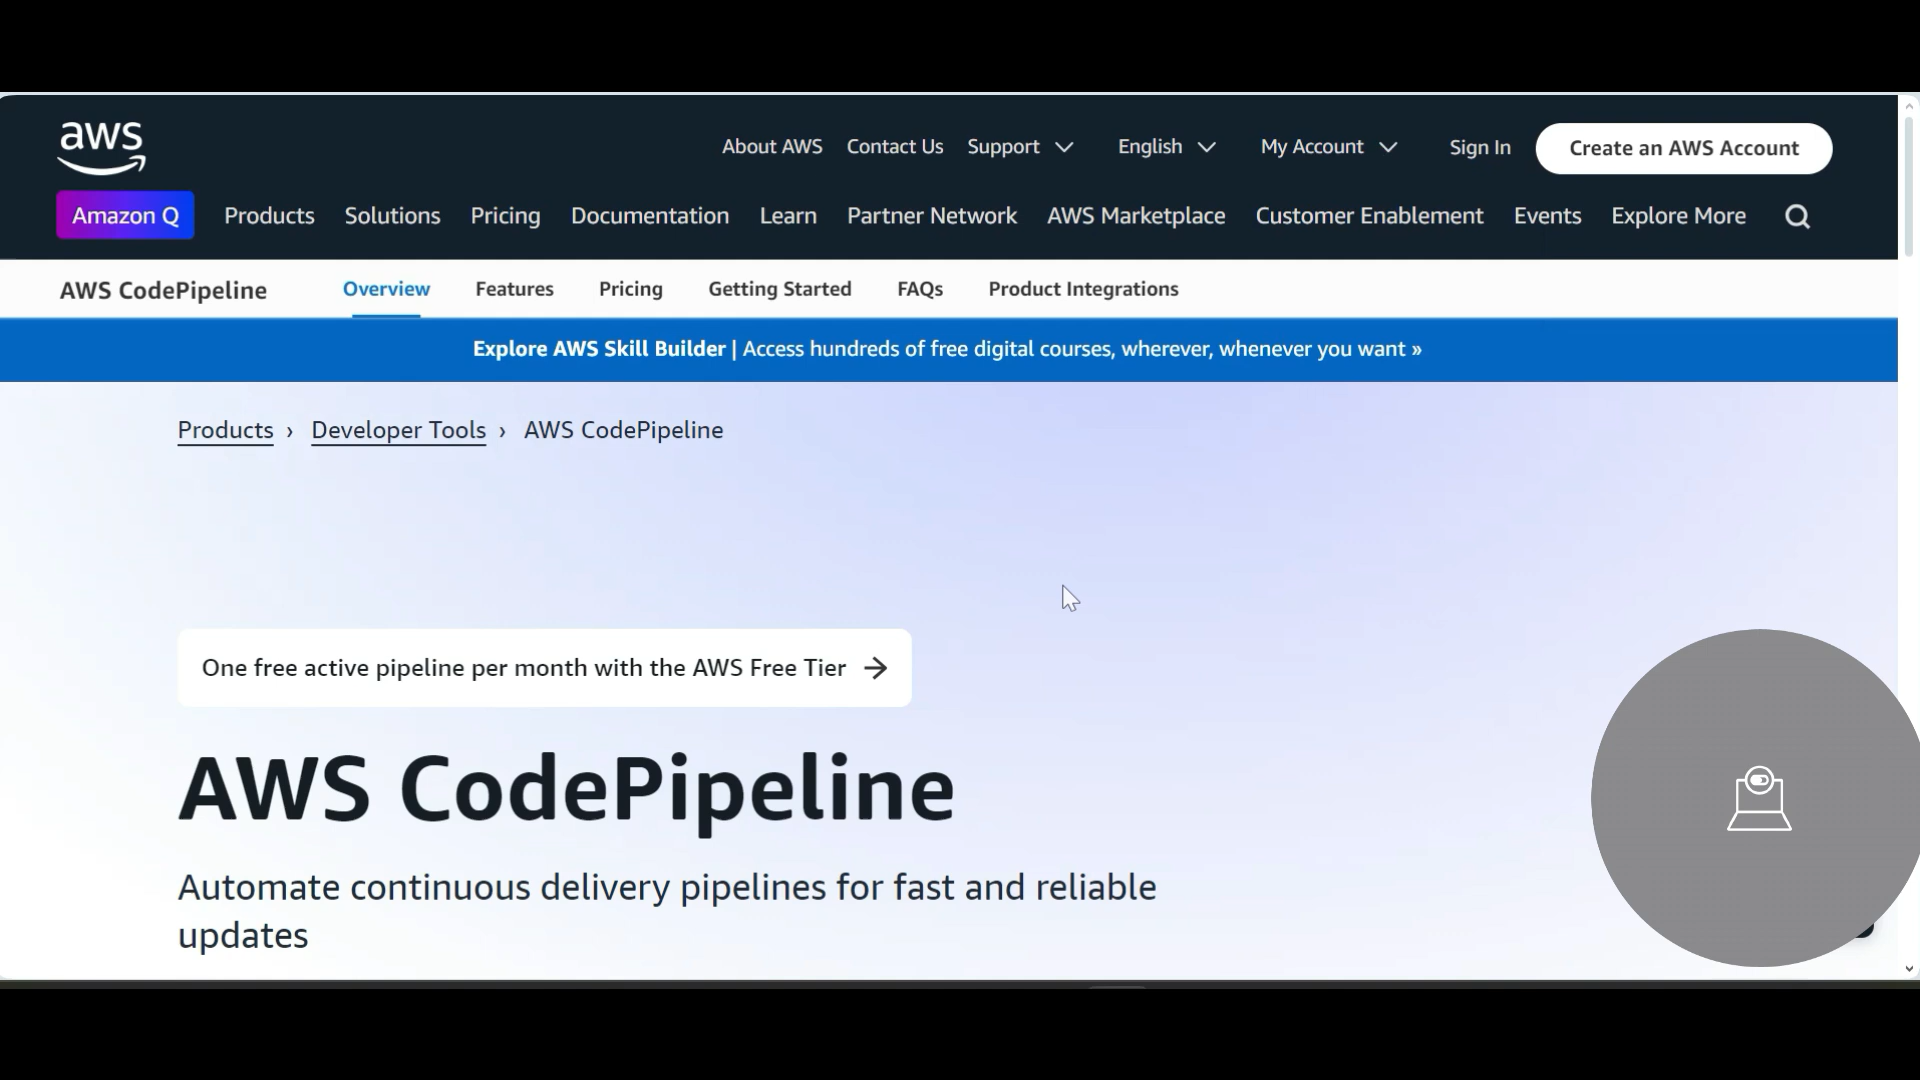 aws
About AWS Contact Us Support English My Account Sign In Create an AWS Account
Amazon Q Products Solutions Pricing Documentation Learn Partner Network AWS Marketplace Customer Enablement Events Explore More
AWS CodePipeline Overview Features Pricing Getting Started FAQs Product Integrations
Explore AWS Skill Builder | Access hundreds of free digital courses, wherever, whenever you want »
Products › Developer Tools › AWS CodePipeline
One free active pipeline per month with the AWS Free Tier →
AWS CodePipeline
Automate continuous delivery pipelines for fast and reliable
updates